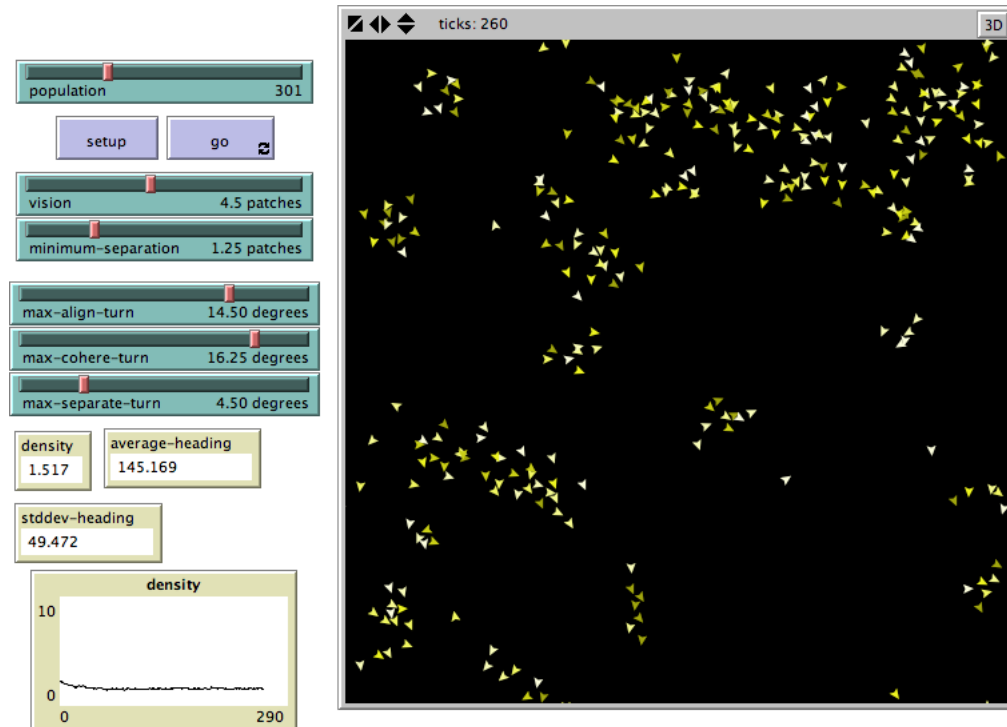 ticks: 260
3D
population 301
setup
go
vision 4.5 patches
minimum-separation 1.25 patches
max-align-turn 14.50 degrees
max-cohere-turn 16.25 degrees
max-separate-turn 4.50 degrees
density
1.517
average-heading
145.169
stddev-heading
49.472
density
10
0
0 290